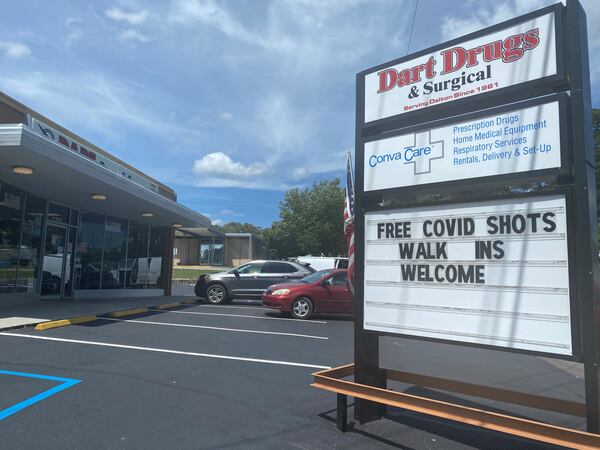 Dart Drugs
& Surgical
Serving Dalton Since 1961
Conva Care
Prescription Drugs
Home Medical Equipment
Respiratory Services
Rentals, Delivery & Set-Up
FREE COVID SHOTS
WALK INS
WELCOME